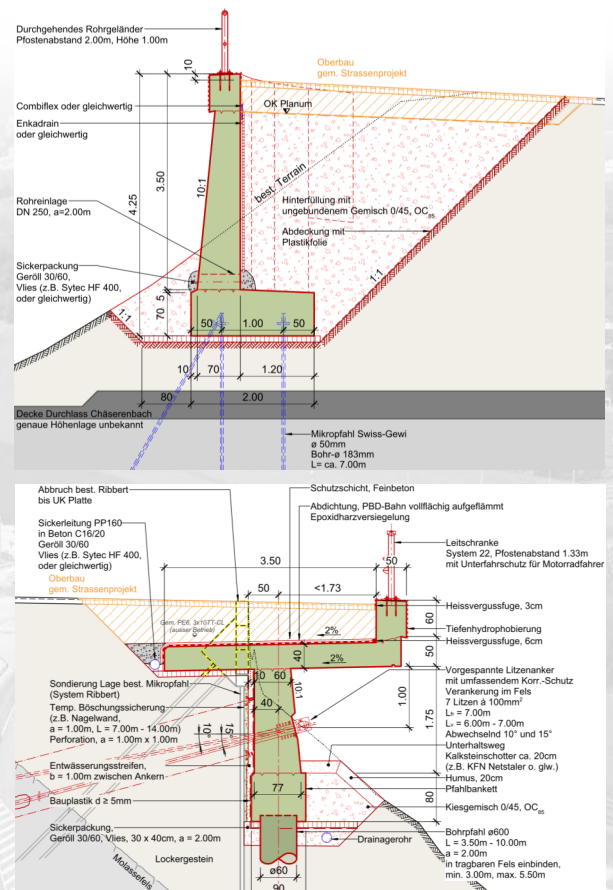 Durchgehendes Rohrgeländer
Pfostenabstand 2.00m, Höhe 1.00m
10
Oberbau
gem. Strassenprojekt
Combiflex oder gleichwertig
OK Planum
Enkadrain
oder gleichwertig
best. Terrain
3.50
4.25
10:1
Rohreinlage
DN 250, a=2.00m
Hinterfüllung mit
ungebundenem Gemisch 0/45, OC85
Abdeckung mit
Plastikfolie
1:1
Sickerpackung
Geröll 30/60,
Vlies (z.B. Sytec HF 400,
oder gleichwertig)
5
70
1:1
50
1.00
50
10
70
1.20
80
2.00
Decke Durchlass Chäserenbach
genaue Höhenlage unbekannt
Mikropfahl Swiss-Gewi
ø 50mm
Bohr-ø 183mm
L= ca. 7.00m
Abbruch best. Ribbert
bis UK Platte
Schutzschicht, Feinbeton
Abdichtung, PBD-Bahn vollflächig aufgeflämmt
Epoxidharzversiegelung
Sickerleitung PP160
in Beton C16/20
Geröll 30/60
Vlies (z.B. Sytec HF 400,
oder gleichwertig)
Oberbau
gem. Strassenprojekt
Leitschranke
System 22, Pfostenabstand 1.33m
mit Unterfahrschutz für Motorradfahrer
3.50
50
50
<1.73
Gem. PE6, 3x10TT-CL
(ausser Betrieb)
Heissvergussfuge, 3cm
60
Tiefenhydrophobierung
Heissvergussfuge, 6cm
2%
40
50
2%
10
60
10:1
40
1.00
1.75
Sondierung Lage best. Mikropfahl
(System Ribbert)
Temp. Böschungssicherung
(z.B. Nagelwand,
a = 1.00m, L = 7.00m - 14.00m)
Perforation, a = 1.00m x 1.00m
10°
15°
Vorgespannte Litzenanker
mit umfassendem Korr.-Schutz
Verankerung im Fels
7 Litzen à 100mm²
Lfr = 7.00m
Lv = 6.00m - 7.00m
Abwechselnd 10° und 15°
Unterhaltsweg
Kalksteinschotter ca. 20cm
(z.B. KFN Netstaler o. glw.)
Humus, 20cm
Pfahlbankett
Entwässerungsstreifen,
b = 1.00m zwischen Ankern
77
80
Bauplastik d ≥ 5mm
Kiesgemisch 0/45, OC85
Sickerpackung,
Geröll 30/60, Vlies, 30 x 40cm, a = 2.00m
Drainagerohr
Bohrpfahl ø600
L = 3.50m - 10.00m
a = 2.00m
in tragbaren Fels einbinden,
min. 3.00m, max. 5.50m
Lockergestein
Molassefels
ø60
90